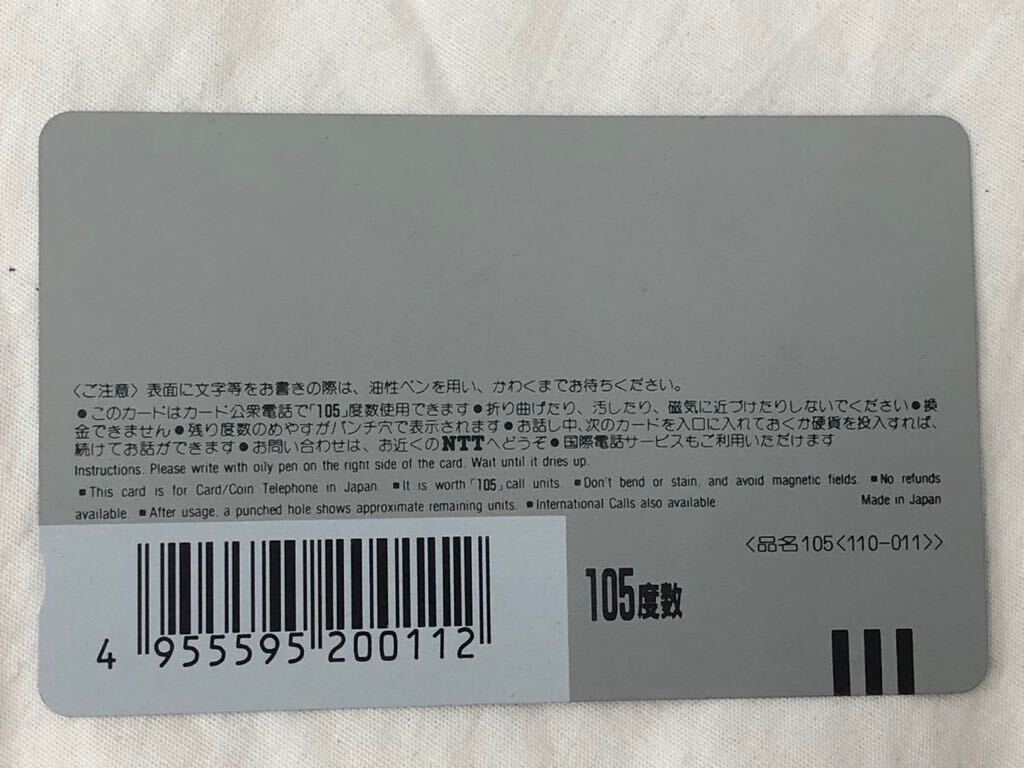 〈ご注意〉表面に文字等をお書きの際は、油性ペンを用い、かわくまでお待ちください。
●このカードはカード公衆電話で「105」度数使用できます●折り曲げたり、汚したり、磁気に近づけたりしないでください●換
金できません●残り度数のめやすがパンチ穴で表示されます●お話し中、次のカードを入口に入れておくか硬貨を投入すれば、
続けてお話ができます●お問い合わせは、お近くのNTTへどうぞ●国際電話サービスもご利用いただけます
Instructions. Please write with oily pen on the right side of the card. Wait until it dries up.
■This card is for Card/Coin Telephone in Japan. ■It is worth「105」call units. ■Don't bend or stain, and avoid magnetic fields. ■No refunds
available. ■After usage, a punched hole shows approximate remaining units. ■International Calls also available. Made in Japan
〈品名105〈110-011〉〉
105度数
4 955595 200112